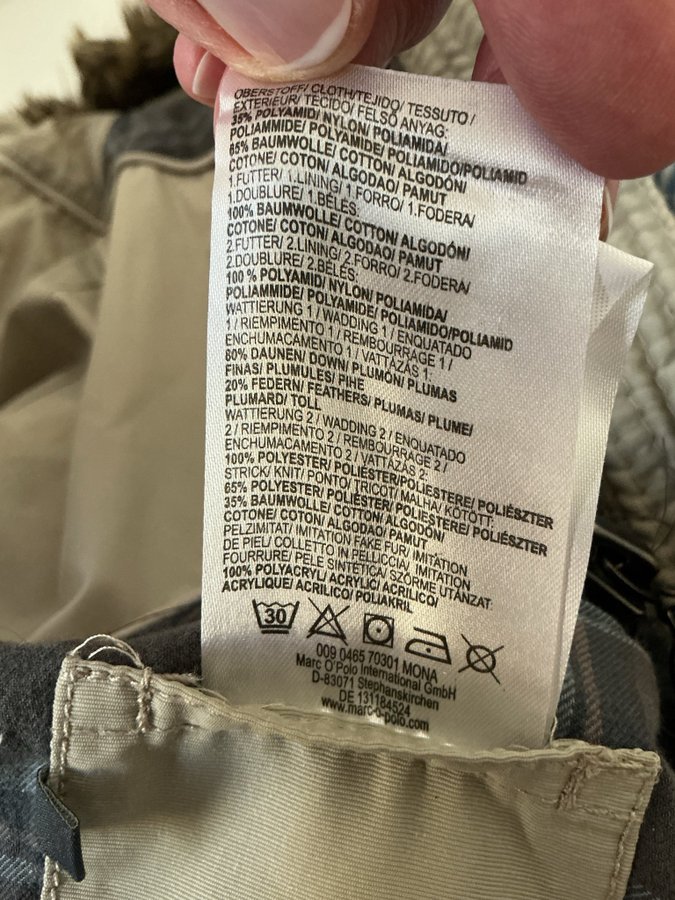 OBERSTOFF/ CLOTH/TEJIDO/ TESSUTO/
EXTERIEUR/ TECIDO/ FELSŐ ANYAG:
35% POLYAMID/ NYLON/ POLIAMIDA/
POLIAMMIDE/ POLYAMIDE/ POLIAMIDO/POLIAMID
65% BAUMWOLLE/ COTTON/ ALGODÓN/
COTONE/ COTON/ ALGODAO/ PAMUT
1.FUTTER/ 1.LINING/ 1.FORRO/ 1.FODERA/
1.DOUBLURE/ 1.BÉLÉS:
100% BAUMWOLLE/ COTTON/ ALGODÓN/
COTONE/ COTON/ ALGODAO/ PAMUT
2.FUTTER/ 2.LINING/ 2.FORRO/ 2.FODERA/
2.DOUBLURE/ 2.BÉLÉS:
100% POLYAMID/ NYLON/ POLIAMIDA/
POLIAMMIDE/ POLYAMIDE/ POLIAMIDO/POLIAMID
WATTIERUNG 1/ WADDING 1/ ENQUATADO
1/ RIEMPIMENTO 1/ REMBOURRAGE 1/
ENCHUMACAMENTO 1/ VATTAZÁS 1:
80% DAUNEN/ DOWN/ PLUMÓN/ PLUMAS
FINAS/ PLUMULES/ PIHE
20% FEDERN/ FEATHERS/ PLUMAS/ PLUME/
PLUMARD/ TOLL
WATTIERUNG 2/ WADDING 2/ ENQUATADO
2/ RIEMPIMENTO 2/ REMBOURRAGE 2/
ENCHUMACAMENTO 2/ VATTÁZÁS 2:
100% POLYESTER/ POLIÉSTER/POLIESTERE/ POLIÉSZTER
STRICK/ KNIT/ PONTO/ TRICOT/ MALHA/ KÖTÖTT:
65% POLYESTER/ POLIÉSTER/ POLIESTERE/ POLIÉSZTER
35% BAUMWOLLE/ COTTON/ ALGODÓN/
COTONE/ COTON/ ALGODAO/ PAMUT
PELZIMITAT/ IMITATION FAKE FUR/ IMITATION
DE PIEL/ COLLETTO IN PELLICCIA/ IMITATION
FOURRURE/ PELE SINTÉTICA/ SZŐRME UTÁNZAT:
100% POLYACRYL/ ACRYLIC/ ACRILICO/
ACRYLIQUE/ ACRILICO/ POLIAKRIL
30
009 0465 70301 MONA
Marc O'Polo International GmbH
D-83071 Stephanskirchen
DE 131184524
www.marc-o-polo.com